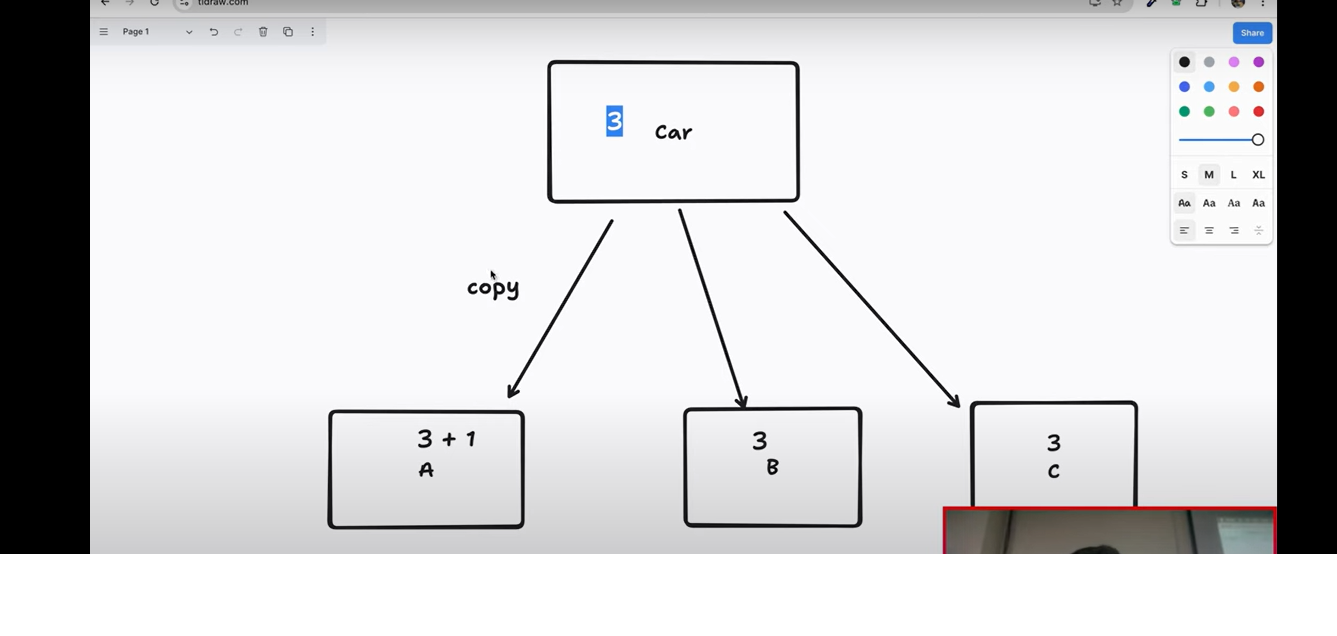 tldraw.com
Page 1
Share
3
Car
S M L XL
Aa Aa Aa Aa
copy
3 + 1
A
3
B
3
C